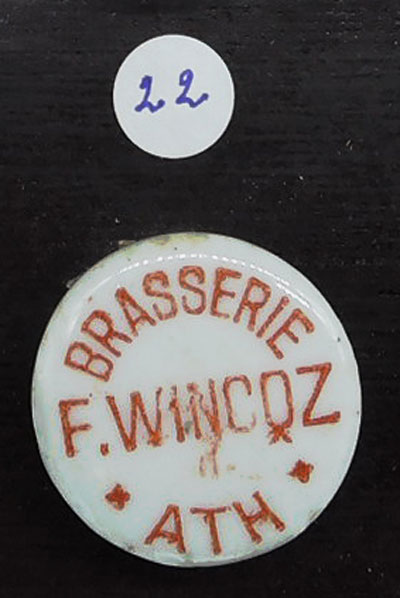 22
BRASSERIE
F. WINCQZ
ATH